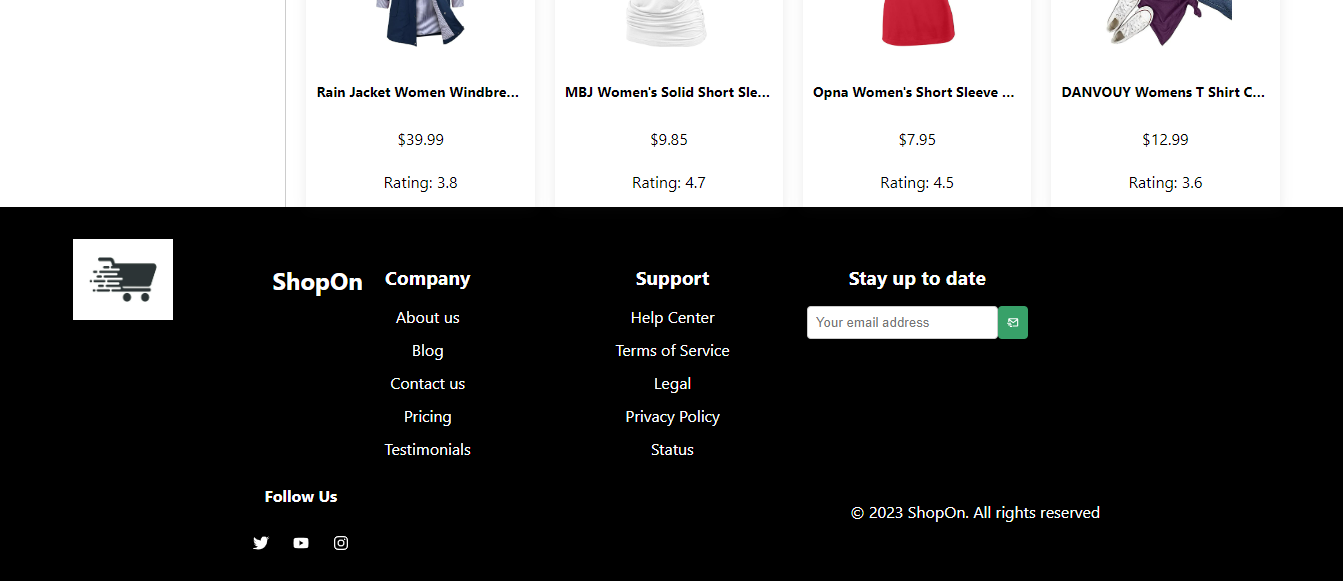 Rain Jacket Women Windbre...
MBJ Women's Solid Short Sle...
Opna Women's Short Sleeve ...
DANVOUY Womens T Shirt C...
$39.99
$9.85
$7.95
$12.99
Rating: 3.8
Rating: 4.7
Rating: 4.5
Rating: 3.6
ShopOn
Company
About us
Blog
Contact us
Pricing
Testimonials
Support
Help Center
Terms of Service
Legal
Privacy Policy
Status
Stay up to date
Your email address
Follow Us
© 2023 ShopOn. All rights reserved